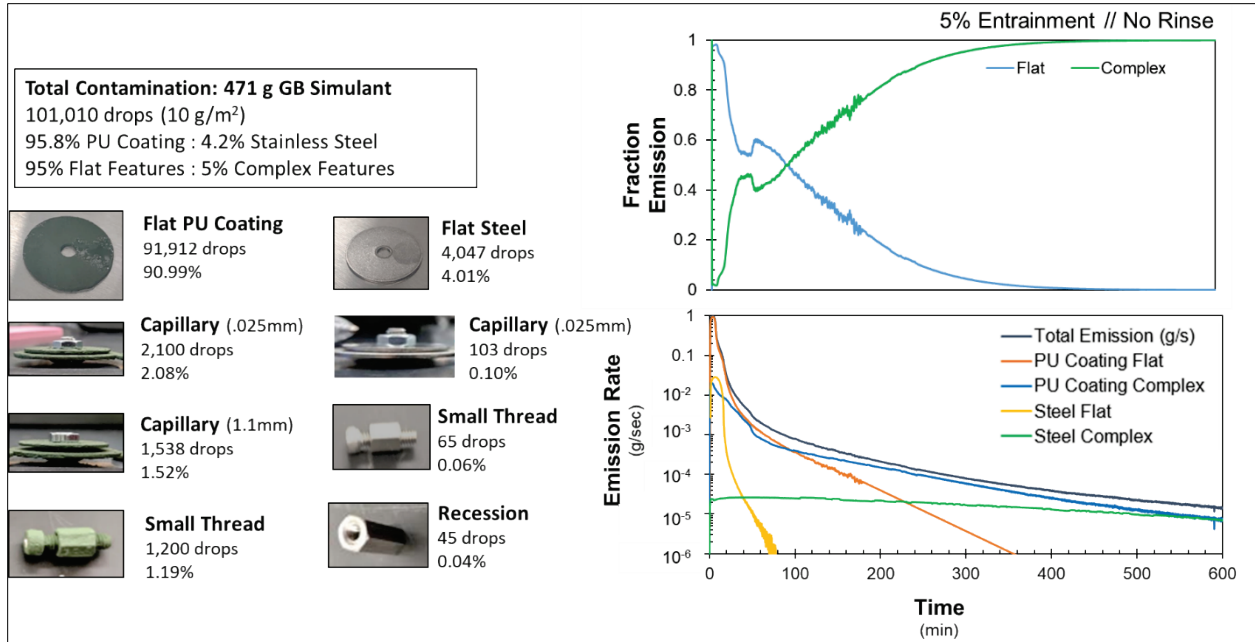 5% Entrainment // No Rinse
Total Contamination: 471 g GB Simulant
101,010 drops (10 g/m²)
95.8% PU Coating : 4.2% Stainless Steel
95% Flat Features : 5% Complex Features
Flat PU Coating
91,912 drops
90.99%
Flat Steel
4,047 drops
4.01%
Capillary (.025mm)
2,100 drops
2.08%
Capillary (.025mm)
103 drops
0.10%
Capillary (1.1mm)
1,538 drops
1.52%
Small Thread
65 drops
0.06%
Small Thread
1,200 drops
1.19%
Recession
45 drops
0.04%
Fraction
Emission
1
0.8
0.6
0.4
0.2
0
Flat
Complex
Emission Rate
(g/sec)
1
0.1
10⁻²
10⁻³
10⁻⁴
10⁻⁵
10⁻⁶
Total Emission (g/s)
PU Coating Flat
PU Coating Complex
Steel Flat
Steel Complex
0 100 200 300 400 500 600
Time
(min)